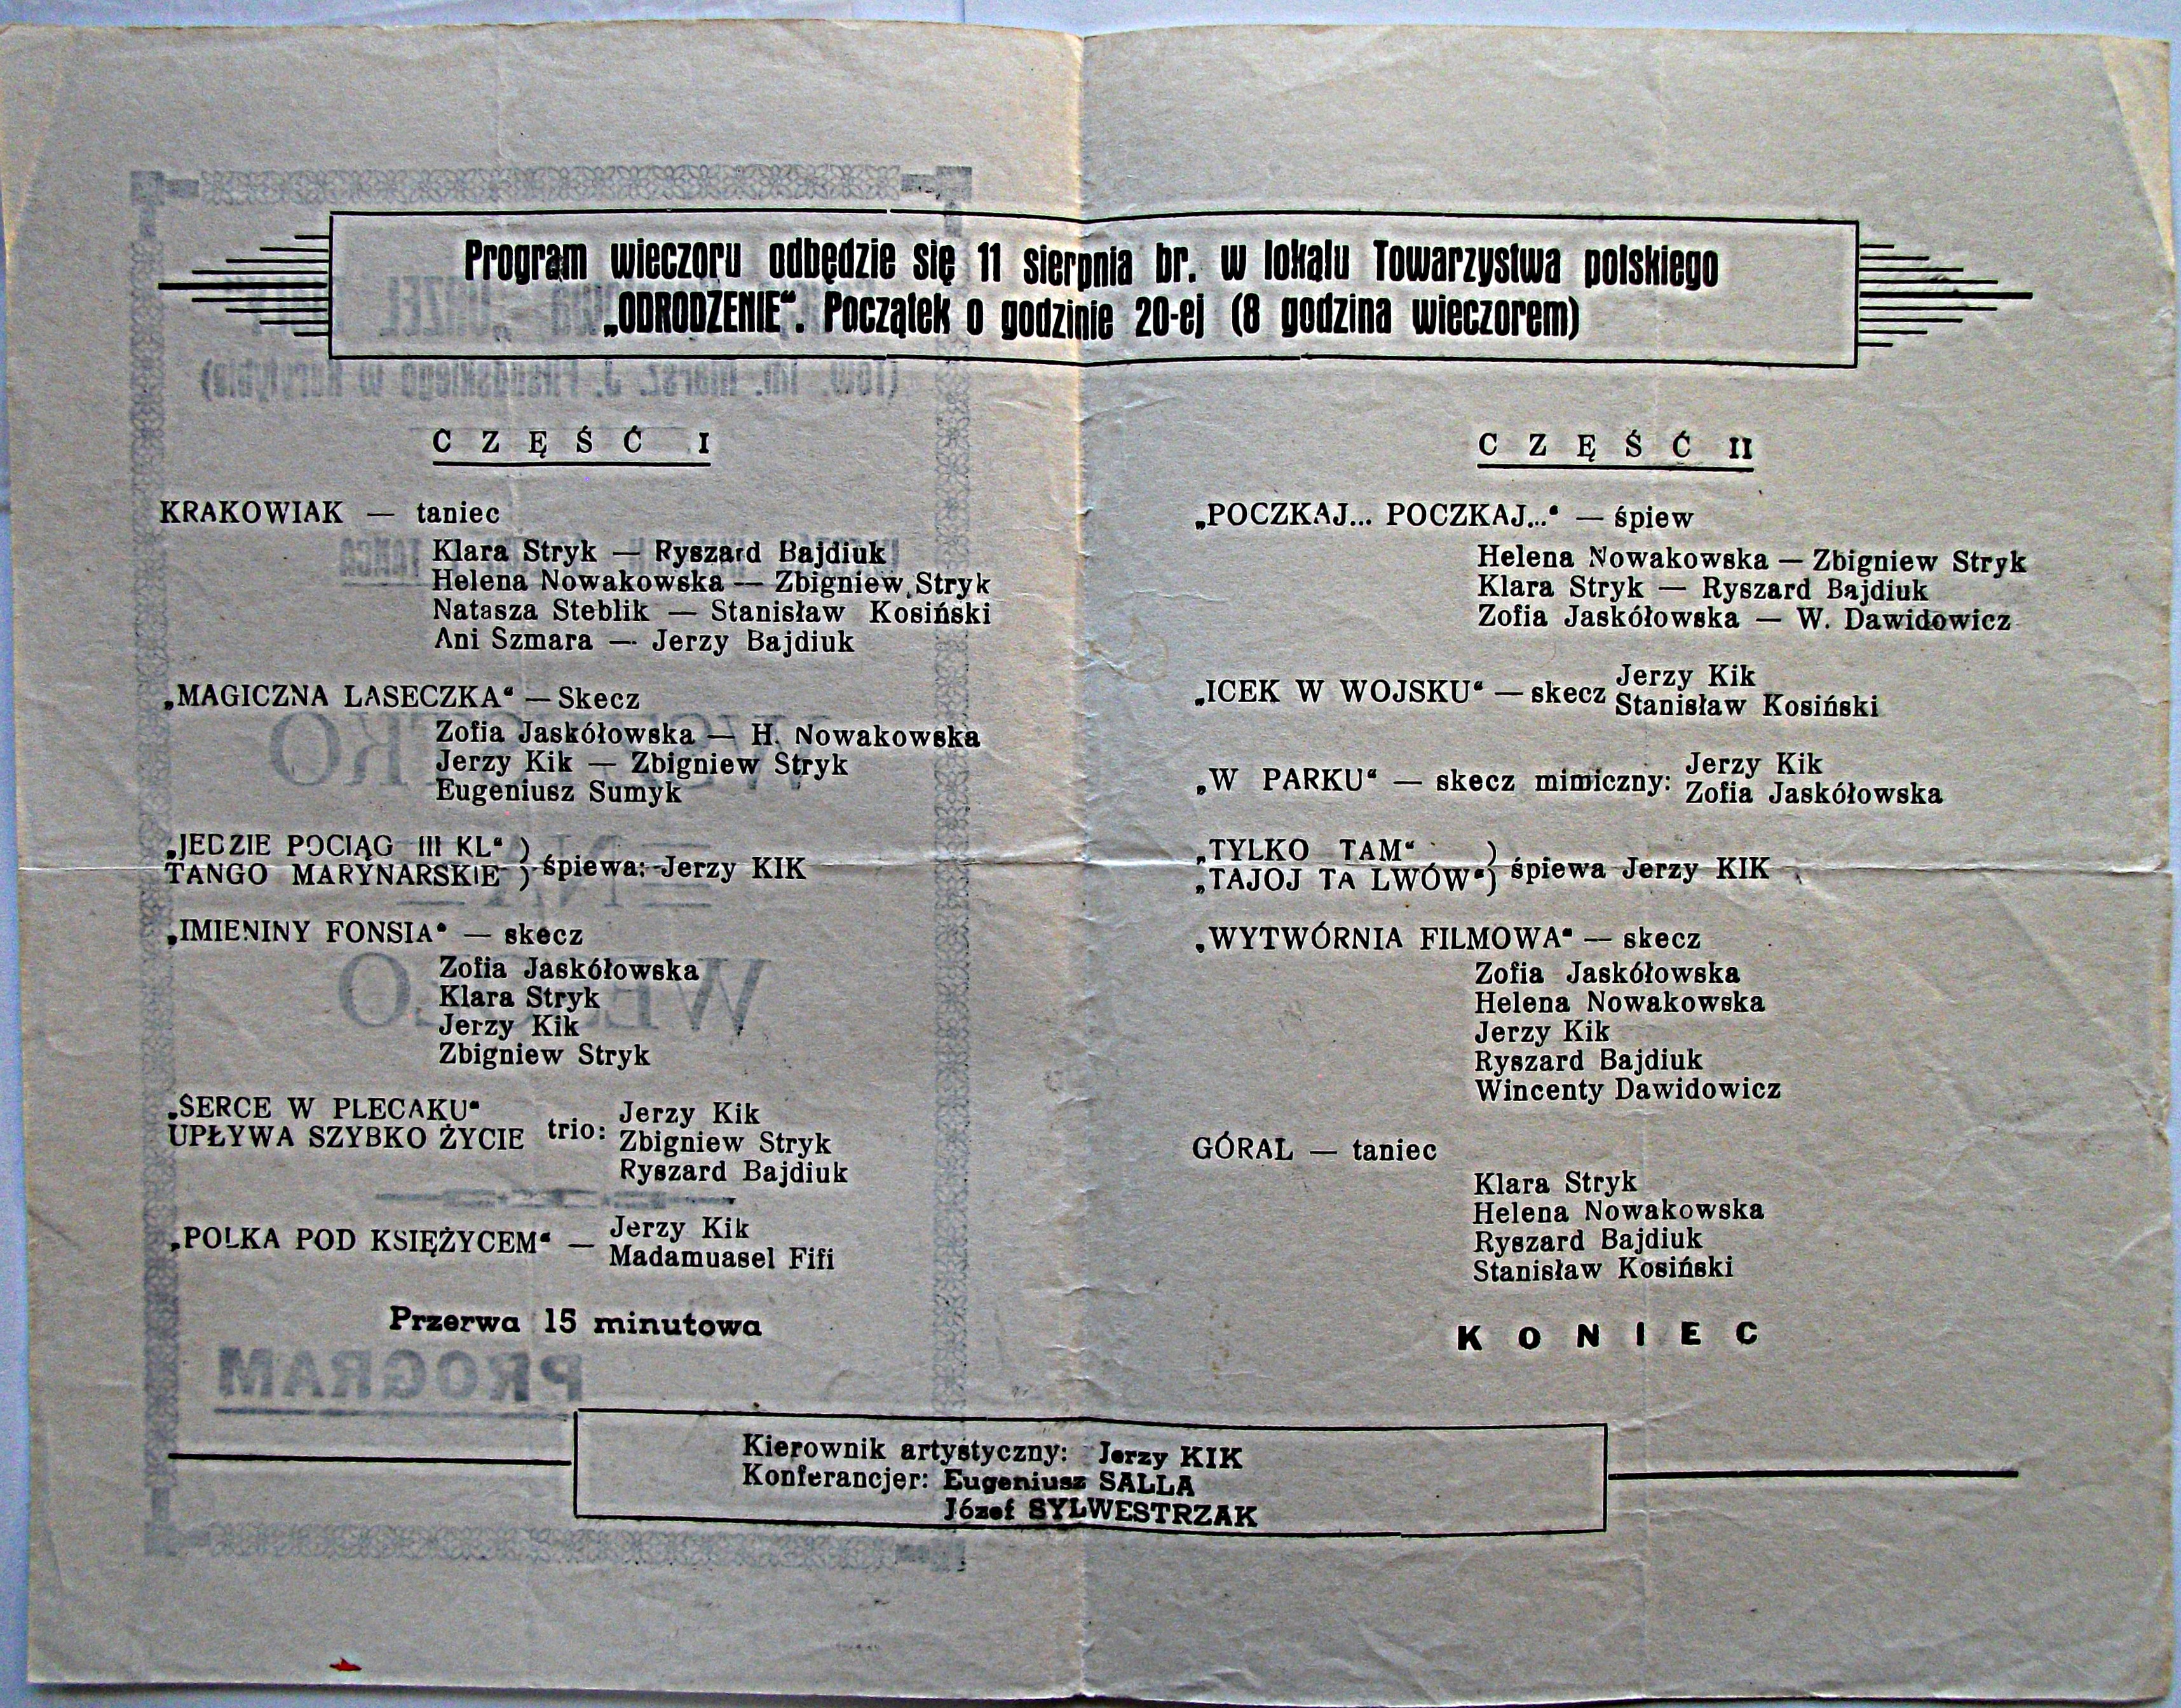 Program wieczoru odbędzie się 11 sierpnia br. w lokalu Towarzystwa polskiego
„ODRODZENIE“. Początek o godzinie 20-ej (8 godzina wieczorem)
CZĘŚĆ I
KRAKOWIAK — taniec
Klara Stryk — Ryszard Bajdiuk
Helena Nowakowska — Zbigniew Stryk
Natasza Steblik — Stanisław Kosiński
Ani Szmara — Jerzy Bajdiuk
„MAGICZNA LASECZKA“ — Skecz
Zofia Jaskółowska — H. Nowakowska
Jerzy Kik — Zbigniew Stryk
Eugeniusz Sumyk
„JEDZIE POCIĄG III KL“ )
TANGO MARYNARSKIE ) śpiewa: Jerzy KIK
„IMIENINY FONSIA“ — skecz
Zofia Jaskółowska
Klara Stryk
Jerzy Kik
Zbigniew Stryk
„SERCE W PLECAKU“
UPŁYWA SZYBKO ŻYCIE trio: Jerzy Kik
Zbigniew Stryk
Ryszard Bajdiuk
„POLKA POD KSIĘŻYCEM“ — Jerzy Kik
Madamuasel Fifi
Przerwa 15 minutowa
PROGRAM
CZĘŚĆ II
„POCZKAJ... POCZKAJ...“ — śpiew
Helena Nowakowska — Zbigniew Stryk
Klara Stryk — Ryszard Bajdiuk
Zofia Jaskółowska — W. Dawidowicz
„ICEK W WOJSKU“ — skecz Jerzy Kik
Stanisław Kosiński
„W PARKU“ — skecz mimiczny: Jerzy Kik
Zofia Jaskółowska
„TYLKO TAM“ )
„TAJOJ TA LWÓW“) śpiewa Jerzy KIK
„WYTWÓRNIA FILMOWA“ — skecz
Zofia Jaskółowska
Helena Nowakowska
Jerzy Kik
Ryszard Bajdiuk
Wincenty Dawidowicz
GÓRAL — taniec
Klara Stryk
Helena Nowakowska
Ryszard Bajdiuk
Stanisław Kosiński
KONIEC
Kierownik artystyczny: Jerzy KIK
Konferancjer: Eugeniusz SALLA
Józef SYLWESTRZAK